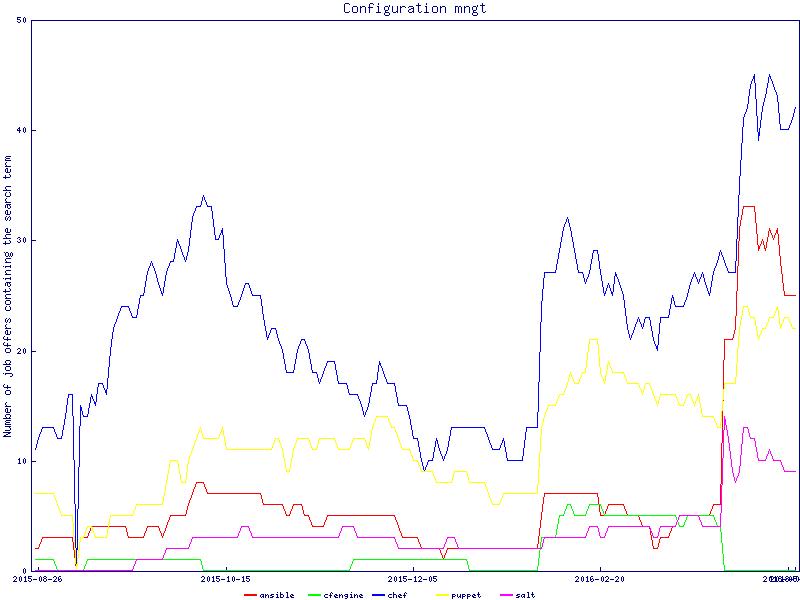 Configuration mngt
Number of job offers containing the search term
50
40
30
20
10
0
2015-08-26 2015-10-15 2015-12-05 2016-02-20
ansible cfengine chef puppet salt